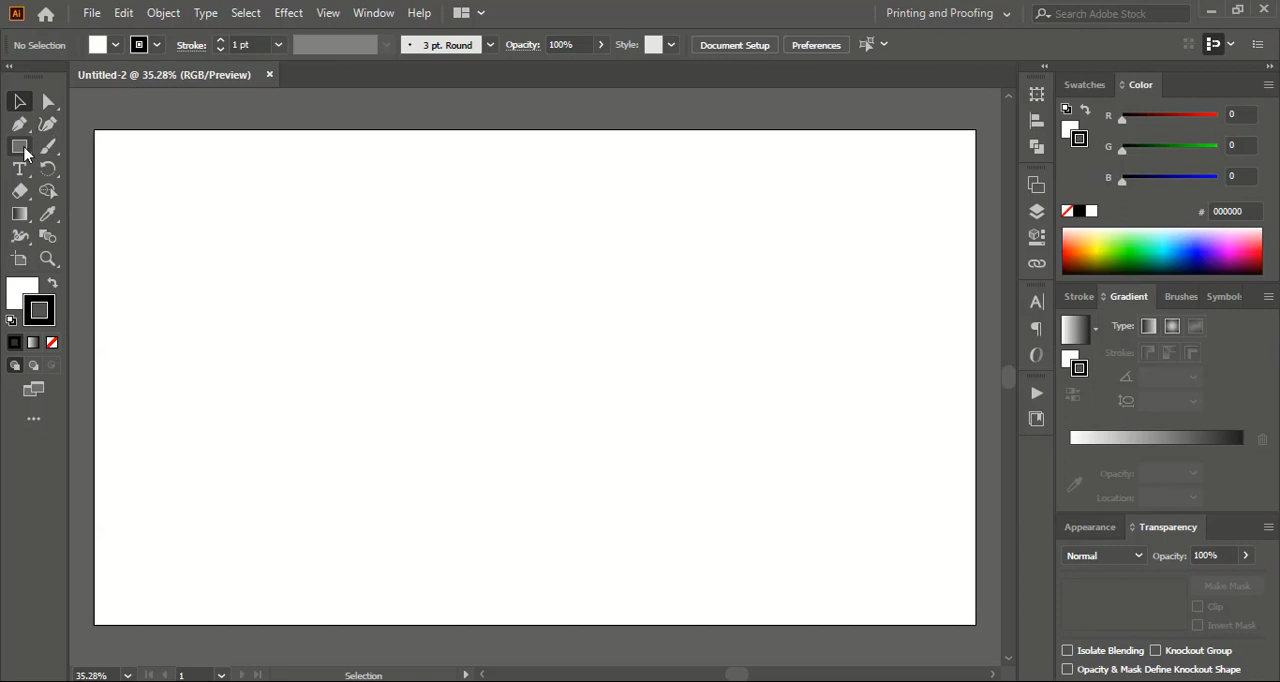 Ai File Edit Object Type Select Effect View Window Help Printing and Proofing Search Adobe Stock
No Selection Stroke: 1 pt 3 pt. Round Opacity: 100% Style: Document Setup Preferences
Untitled-2 @ 35.28% (RGB/Preview)
Swatches Color
R 0
G 0
B 0
# 000000
Stroke Gradient Brushes Symbols
Type:
Stroke:
Opacity:
Location:
Appearance Transparency
Normal Opacity: 100%
Make Mask
Clip
Invert Mask
Isolate Blending Knockout Group
Opacity & Mask Define Knockout Shape
35.28% 1 Selection